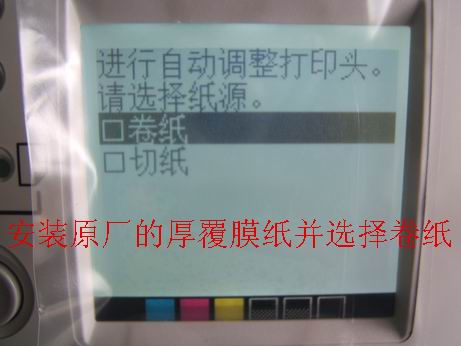 进行自动调整打印头。
请选择纸源。
□卷纸
□切纸
安装原厂的厚覆膜纸并选择卷纸